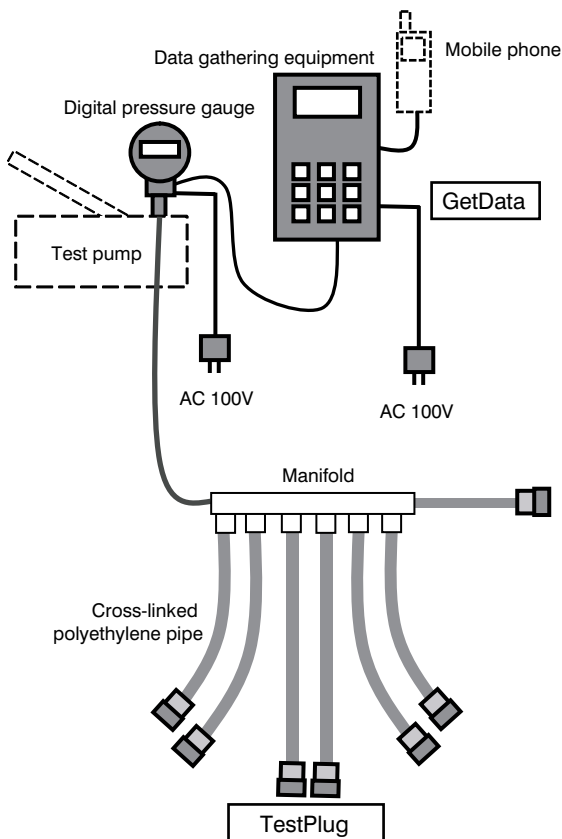 Data gathering equipment
Mobile phone
Digital pressure gauge
GetData
Test pump
AC 100V
AC 100V
Manifold
Cross-linked
polyethylene pipe
TestPlug